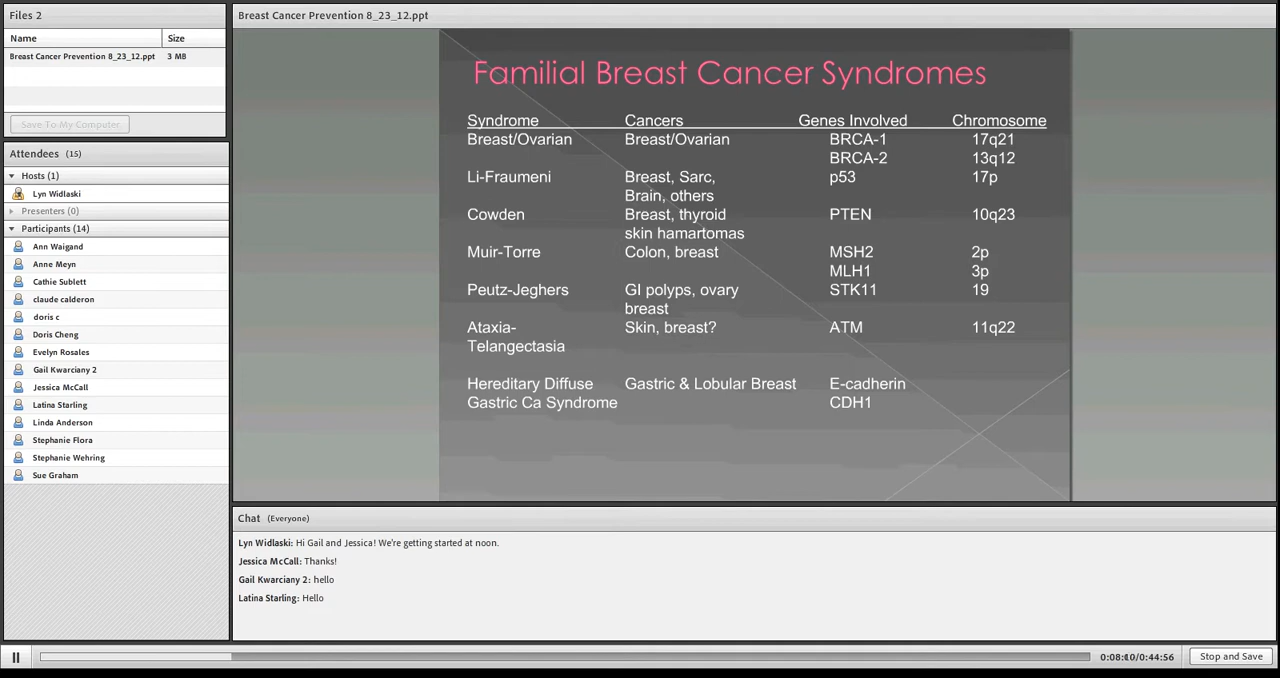 Files 2
Name Size
Breast Cancer Prevention 8_23_12.ppt 3 MB
Save To My Computer
Attendees (15)
Hosts (1)
Lyn Widlaski
Presenters (0)
Participants (14)
Ann Waigand
Anne Meyn
Cathie Sublett
claude calderon
doris c
Doris Cheng
Evelyn Rosales
Gail Kwarciany 2
Jessica McCall
Latina Starling
Linda Anderson
Stephanie Flora
Stephanie Wehring
Sue Graham
Breast Cancer Prevention 8_23_12.ppt
Familial Breast Cancer Syndromes
Syndrome Cancers Genes Involved Chromosome
Breast/Ovarian Breast/Ovarian BRCA-1 17q21
BRCA-2 13q12
Li-Fraumeni Breast, Sarc, p53 17p
Brain, others
Cowden Breast, thyroid PTEN 10q23
skin hamartomas
Muir-Torre Colon, breast MSH2 2p
MLH1 3p
Peutz-Jeghers GI polyps, ovary STK11 19
breast
Ataxia- Skin, breast? ATM 11q22
Telangectasia
Hereditary Diffuse Gastric & Lobular Breast E-cadherin
Gastric Ca Syndrome CDH1
Chat (Everyone)
Lyn Widlaski: Hi Gail and Jessica! We're getting started at noon.
Jessica McCall: Thanks!
Gail Kwarciany 2: hello
Latina Starling: Hello
0:08:10/0:44:56 Stop and Save